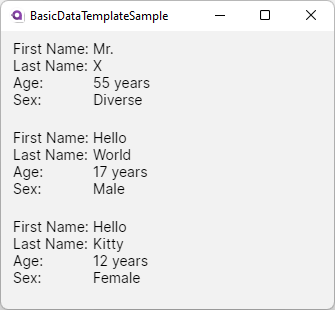 BasicDataTemplateSample
First Name: Mr.
Last Name: X
Age: 55 years
Sex: Diverse
First Name: Hello
Last Name: World
Age: 17 years
Sex: Male
First Name: Hello
Last Name: Kitty
Age: 12 years
Sex: Female